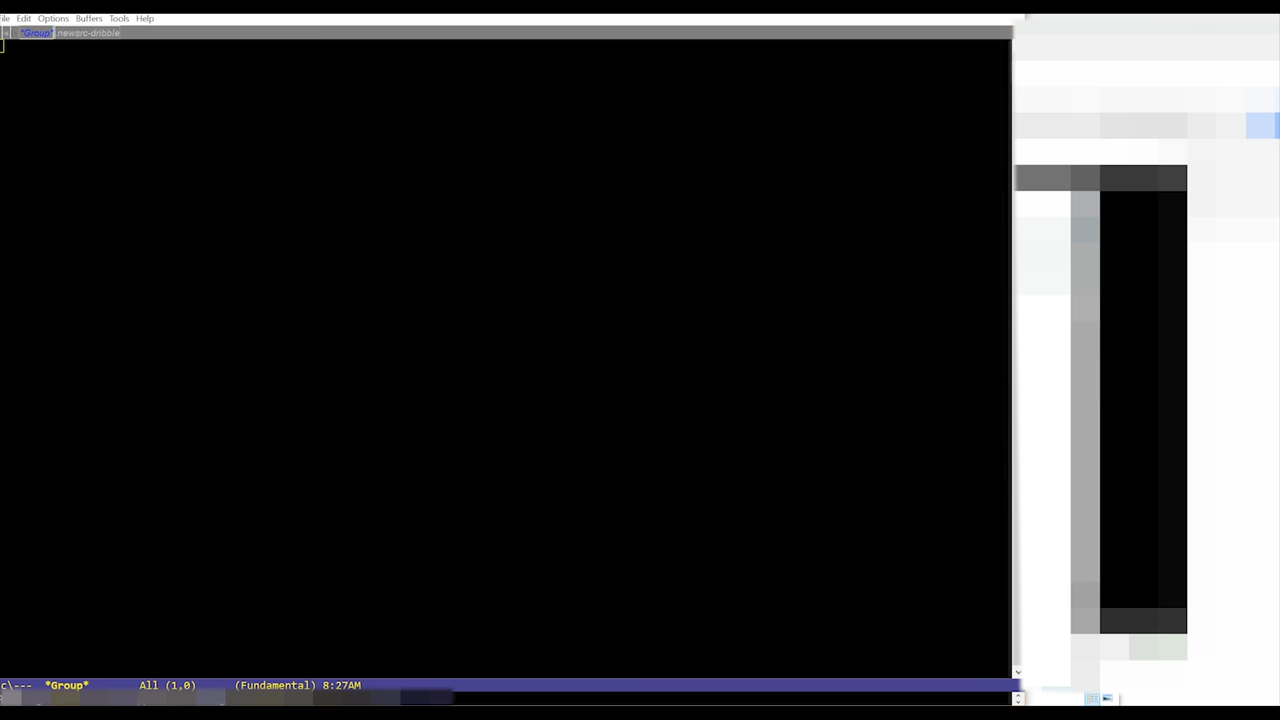 File Edit Options Buffers Tools Help
*Group* .newsrc-dribble
c\--- *Group* All (1,0) (Fundamental) 8:27AM